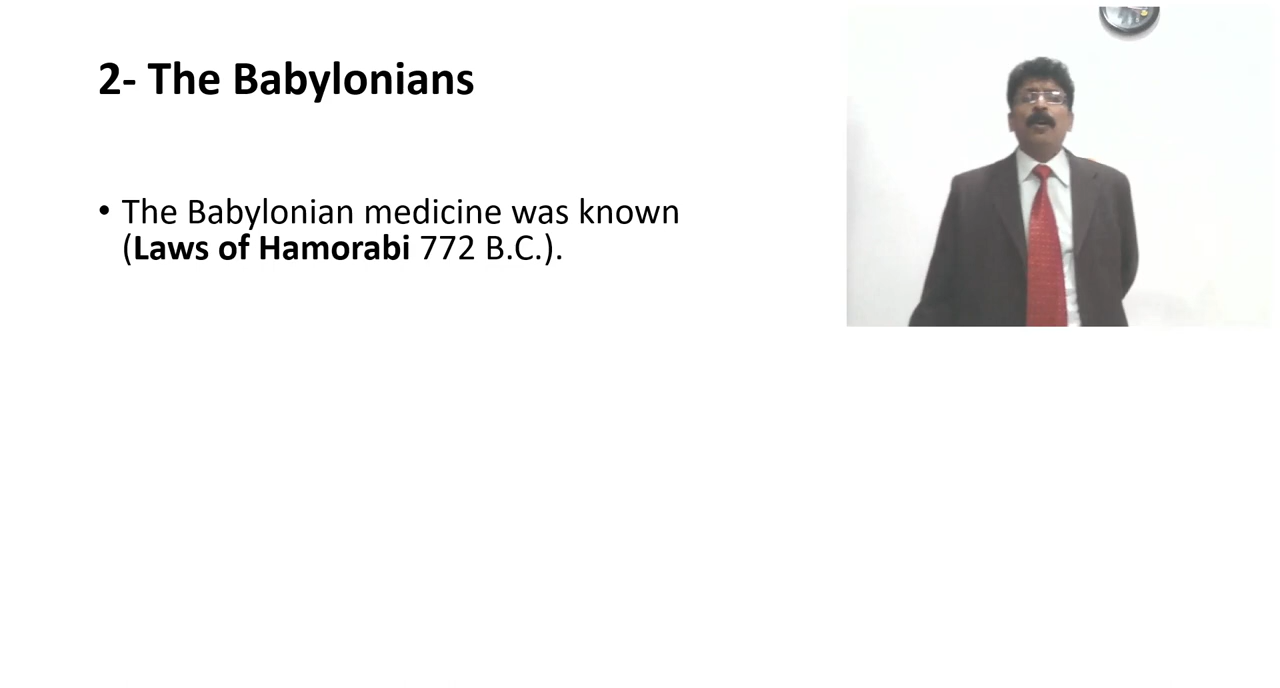 2- The Babylonians
• The Babylonian medicine was known
(Laws of Hamorabi 772 B.C.).